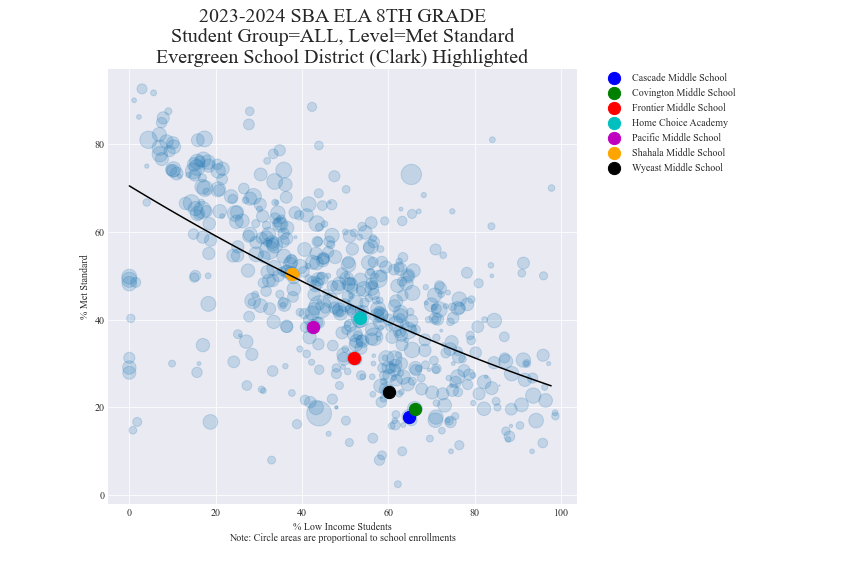 2023-2024 SBA ELA 8TH GRADE
Student Group=ALL, Level=Met Standard
Evergreen School District (Clark) Highlighted
Cascade Middle School
Covington Middle School
Frontier Middle School
Home Choice Academy
Pacific Middle School
Shahala Middle School
Wyeast Middle School
% Met Standard
80
60
40
20
0
0 20 40 60 80 100
% Low Income Students
Note: Circle areas are proportional to school enrollments